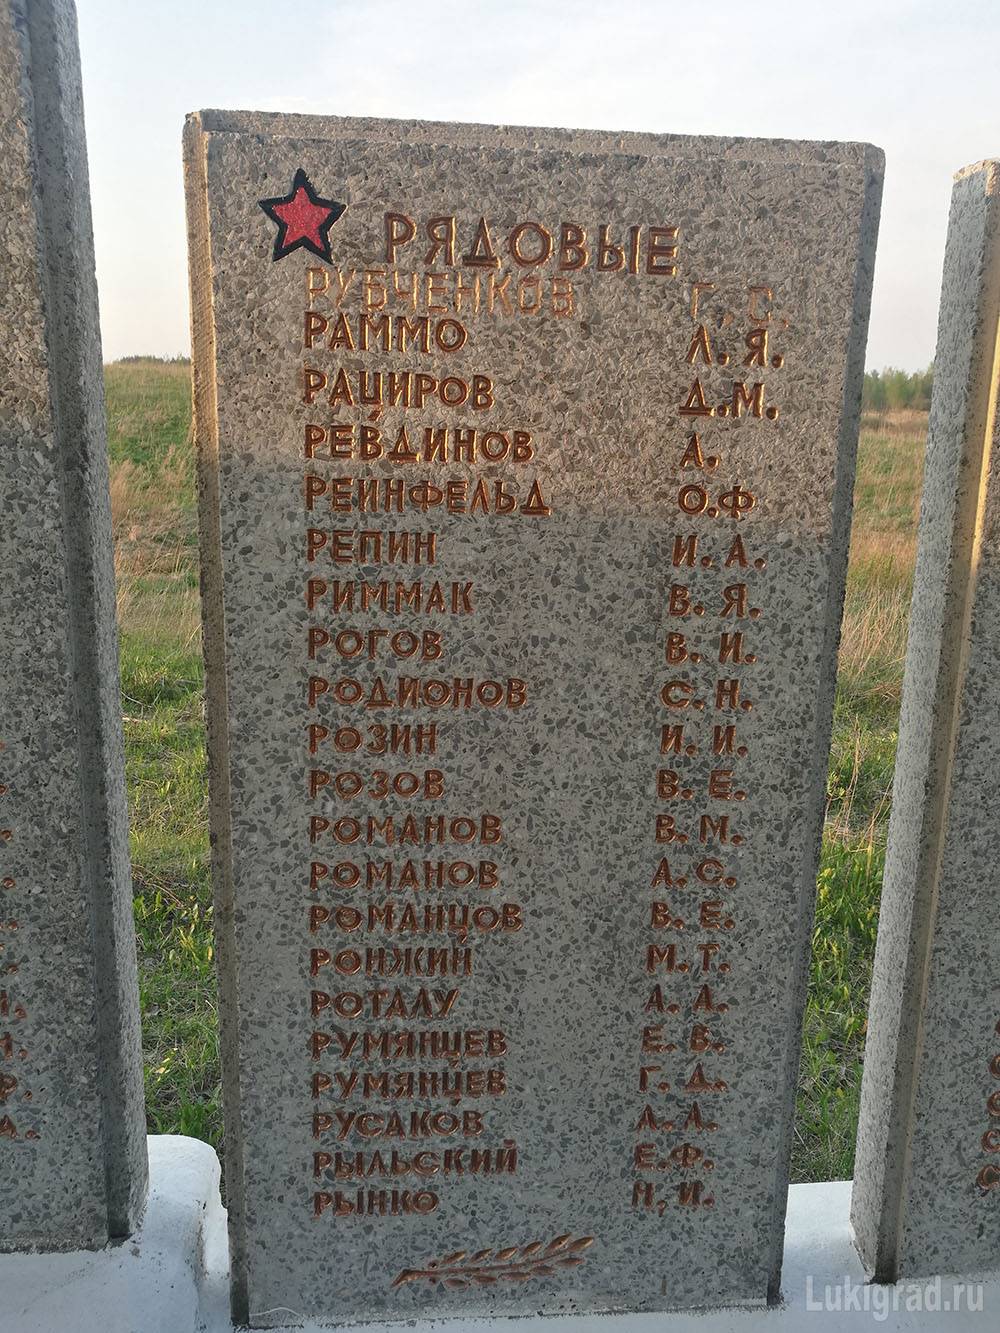 РЯДОВЫЕ
РУБЧЕНКОВ Г.С.
РАММО Л.Я.
РАЦИРОВ Д.М.
РЕВДИНОВ А.
РЕИНФЕЛЬД О.Ф
РЕПИН И.А.
РИММАК В.Я.
РОГОВ В.И.
РОДИОНОВ С.Н.
РОЗИН И.И.
РОЗОВ В.Е.
РОМАНОВ В.М.
РОМАНОВ А.С.
РОМАНЦОВ В.Е.
РОНЖИЙ М.Т.
РОТАЛУ А.А.
РУМЯНЦЕВ Е.В.
РУМЯНЦЕВ Г.Д.
РУСАКОВ Л.Л.
РЫЛЬСКИЙ Е.Ф.
РЫНКО Н,И.
Lukigrad.ru